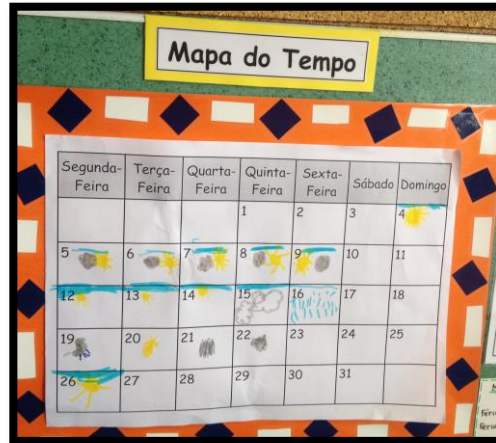 Mapa do Tempo
Segunda-Feira Terça-Feira Quarta-Feira Quinta-Feira Sexta-Feira Sábado Domingo
1 2 3 4
5 6 7 8 9 10 11
12 13 14 15 16 17 18
19 20 21 22 23 24 25
26 27 28 29 30 31